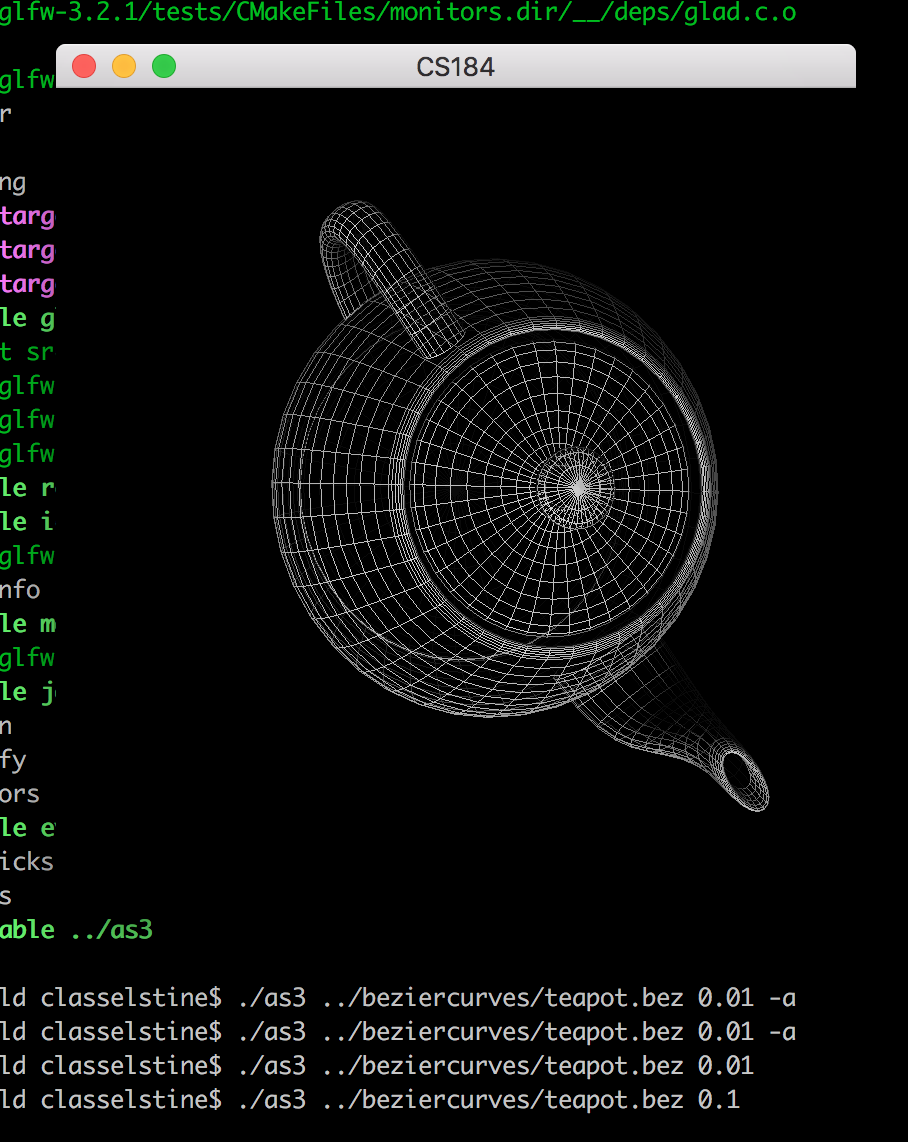 glfw-3.2.1/tests/CMakeFiles/monitors.dir/__/deps/glad.c.o
CS184
glfw
r
ng
targ
targ
targ
le g
t sr
glfw
glfw
glfw
le r
le i
glfw
nfo
le m
glfw
le j
n
fy
ors
le e
icks
s
able ../as3
ld classelstine$ ./as3 ../beziercurves/teapot.bez 0.01 -a
ld classelstine$ ./as3 ../beziercurves/teapot.bez 0.01 -a
ld classelstine$ ./as3 ../beziercurves/teapot.bez 0.01
ld classelstine$ ./as3 ../beziercurves/teapot.bez 0.1